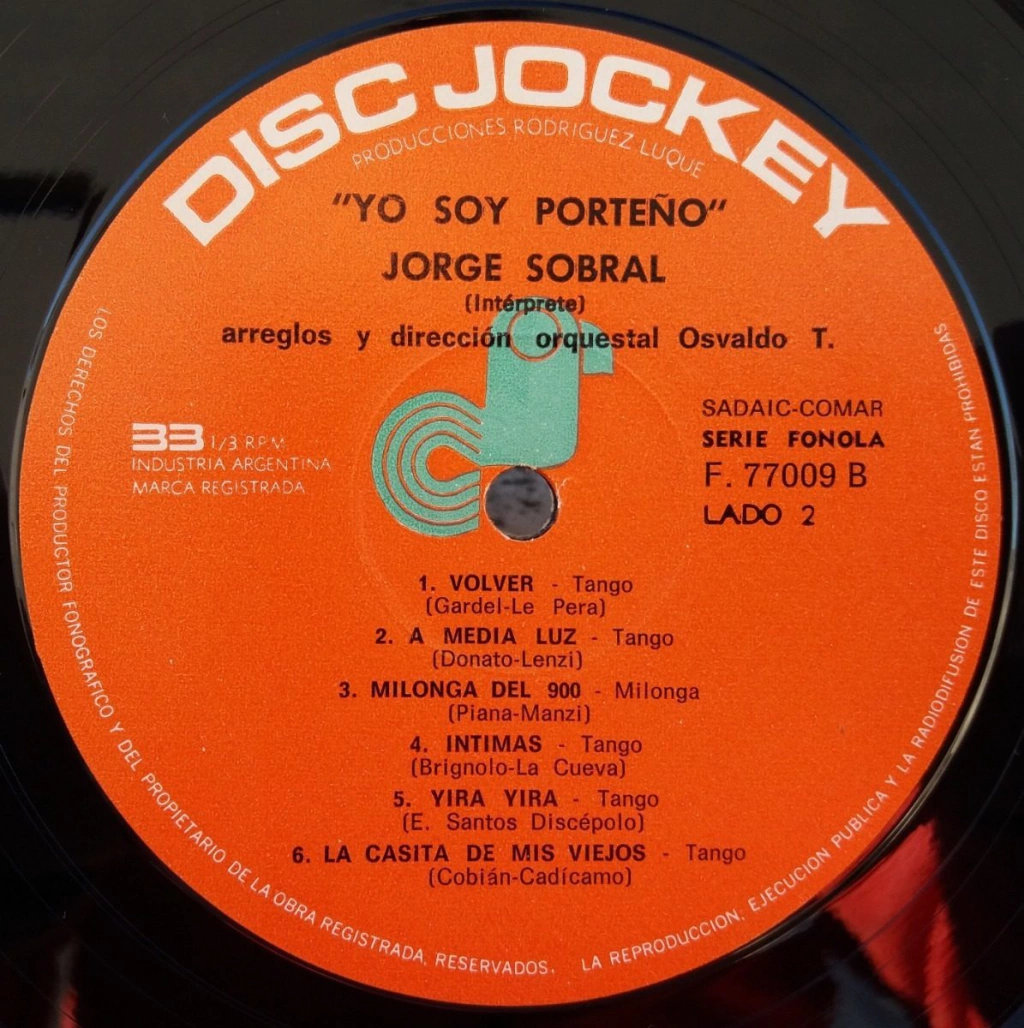 DISC JOCKEY
PRODUCCIONES RODRIGUEZ LUQUE
"YO SOY PORTEÑO"
JORGE SOBRAL
(Intérprete)
arreglos y dirección orquestal Osvaldo T.
33 1/3 R.P.M
INDUSTRIA ARGENTINA
MARCA REGISTRADA
SADAIC-COMAR
SERIE FONOLA
F. 77009 B
LADO 2
1. VOLVER - Tango
(Gardel-Le Pera)
2. A MEDIA LUZ - Tango
(Donato-Lenzi)
3. MILONGA DEL 900 - Milonga
(Piana-Manzi)
4. INTIMAS - Tango
(Brignolo-La Cueva)
5. YIRA YIRA - Tango
(E. Santos Discépolo)
6. LA CASITA DE MIS VIEJOS - Tango
(Cobián-Cadícamo)
LOS DERECHOS DEL PRODUCTOR FONOGRAFICO Y DEL PROPIETARIO DE LA OBRA REGISTRADA, RESERVADOS. LA REPRODUCCION, EJECUCION PUBLICA Y LA RADIODIFUSION DE ESTE DISCO ESTAN PROHIBIDAS